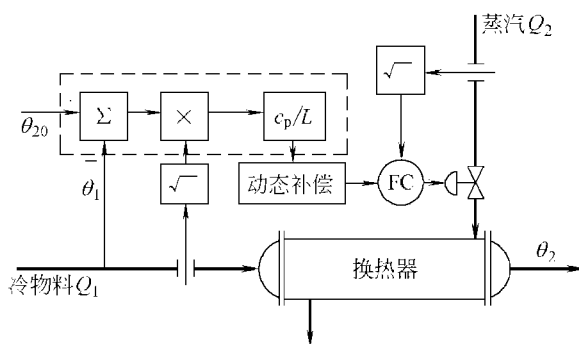 蒸汽Q₂
√‾
θ₂₀
Σ
×
cₚ/L
−
θ₁
√‾
动态补偿
FC
冷物料Q₁
换热器
θ₂